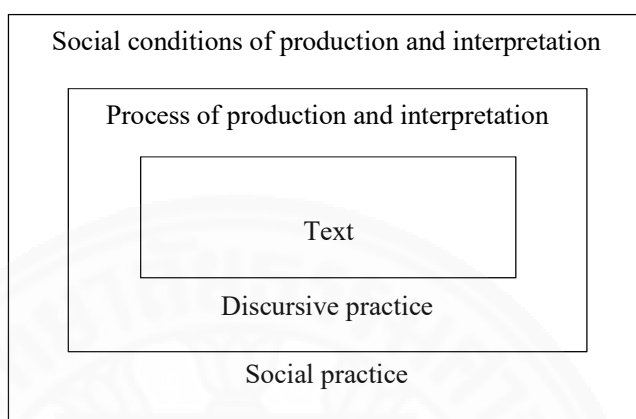 Social conditions of production and interpretation
Process of production and interpretation
Text
Discursive practice
Social practice